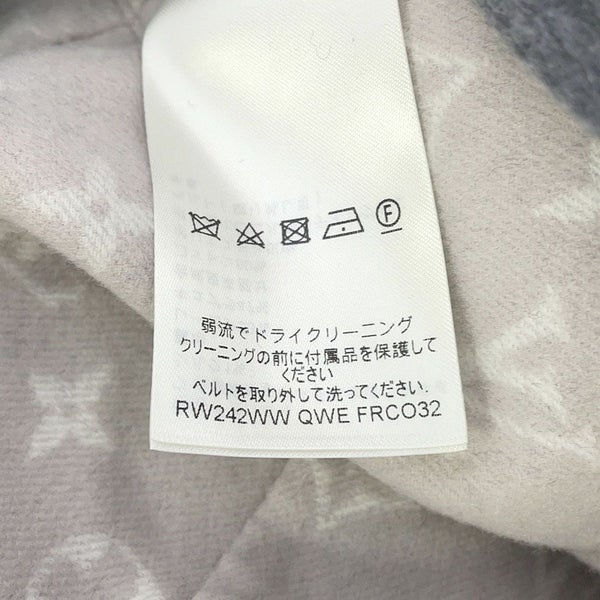 F
弱流でドライクリーニング
クリーニングの前に付属品を保護して
ください
ベルトを取り外して洗ってください.
RW242WW QWE FRCO32